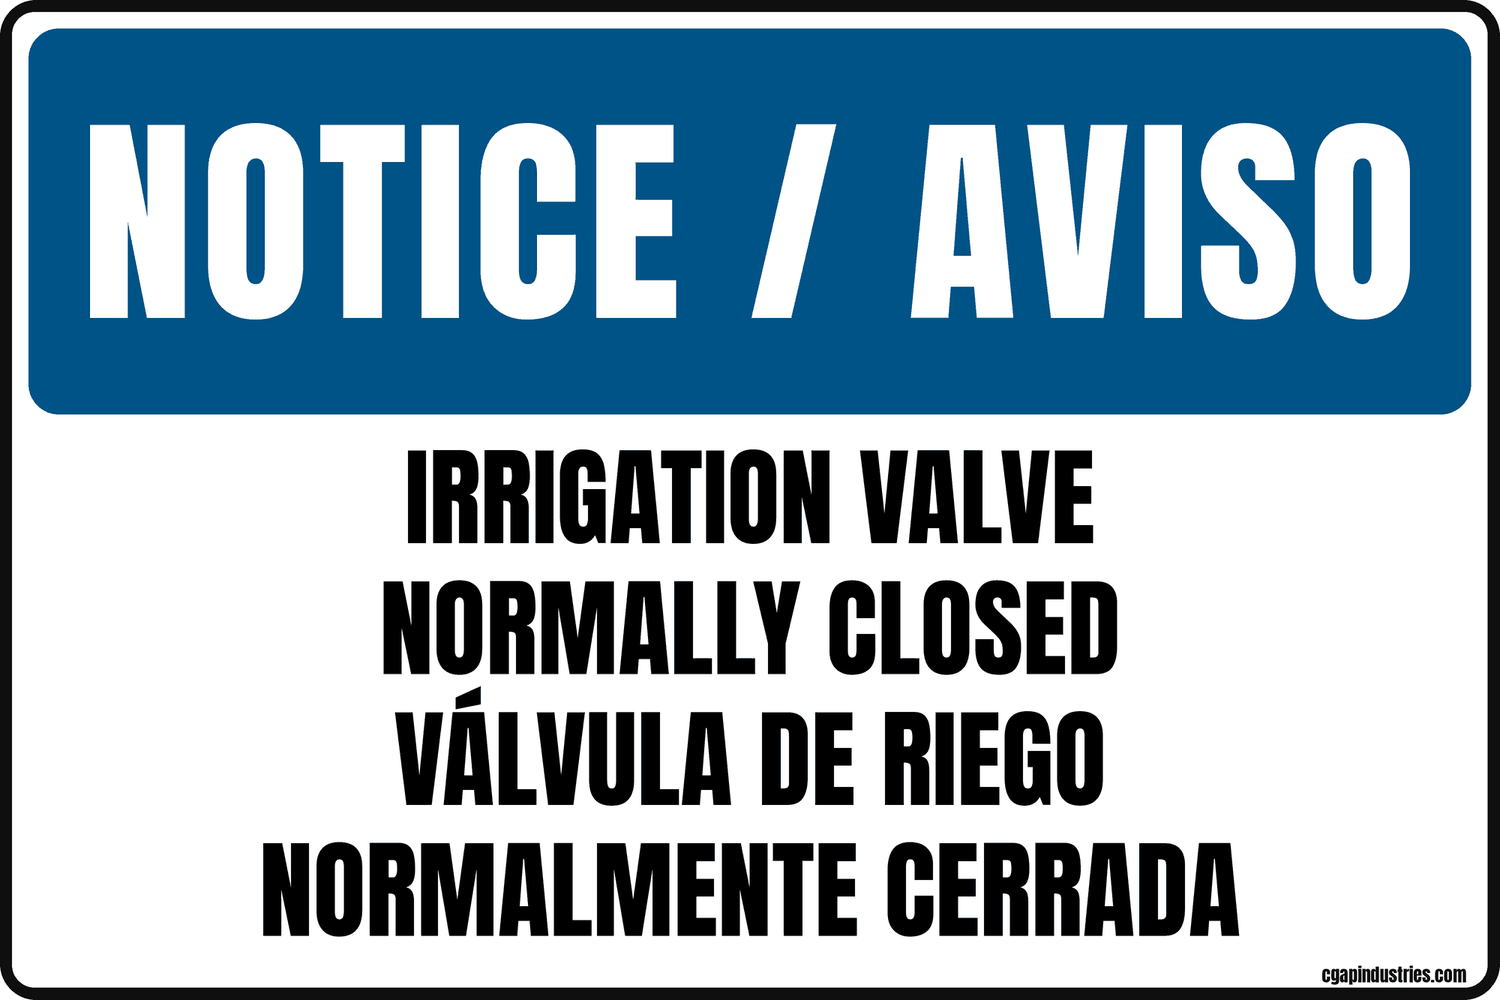 NOTICE / AVISO
IRRIGATION VALVE
NORMALLY CLOSED
VÁLVULA DE RIEGO
NORMALMENTE CERRADA
cgapindustries.com